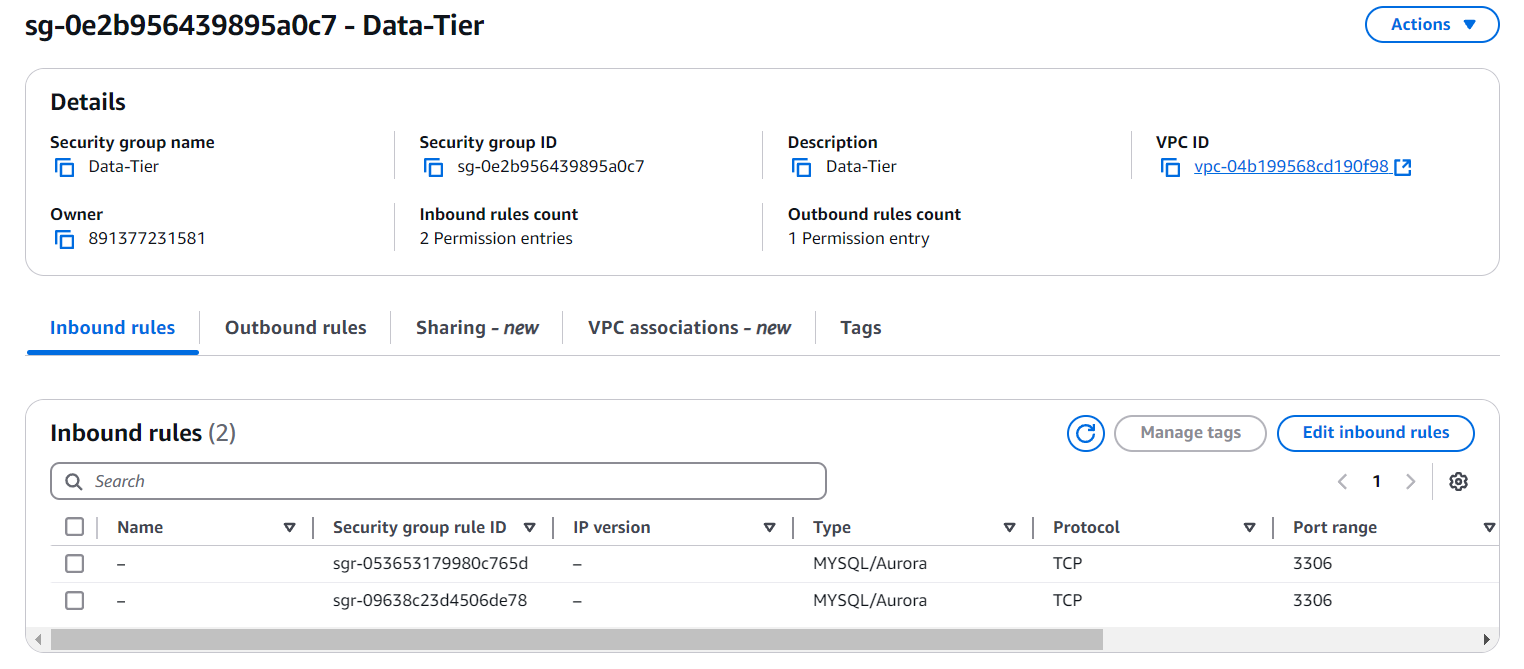 sg-0e2b956439895a0c7 - Data-Tier
Actions
Details
Security group name
Data-Tier
Security group ID
sg-0e2b956439895a0c7
Description
Data-Tier
VPC ID
vpc-04b199568cd190f98
Owner
891377231581
Inbound rules count
2 Permission entries
Outbound rules count
1 Permission entry
Inbound rules
Outbound rules
Sharing - new
VPC associations - new
Tags
Inbound rules (2)
Manage tags
Edit inbound rules
Search
1
Name Security group rule ID IP version Type Protocol Port range
– sgr-053653179980c765d – MYSQL/Aurora TCP 3306
– sgr-09638c23d4506de78 – MYSQL/Aurora TCP 3306